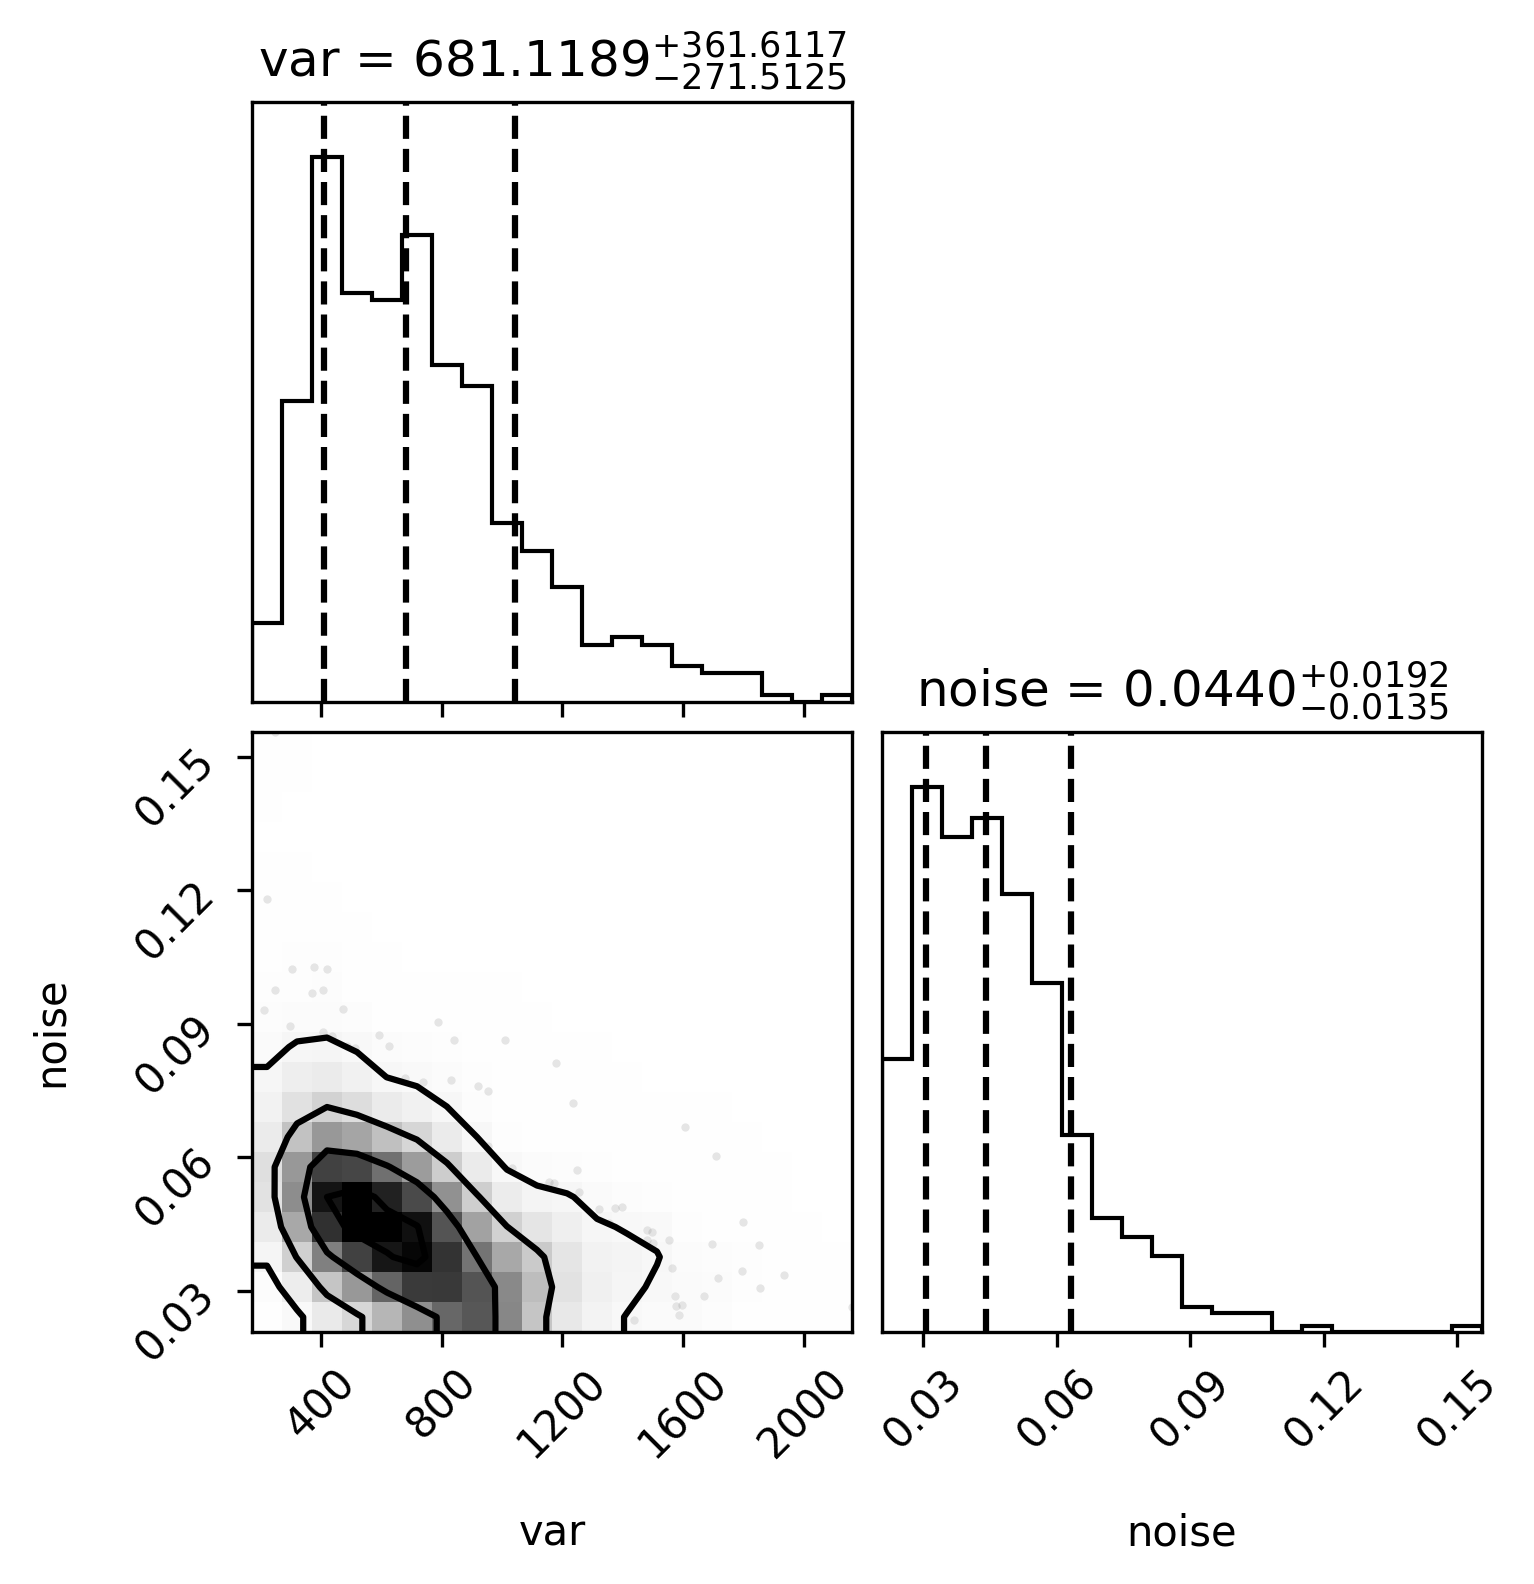 var = 681.1189 +361.6117 −271.5125
noise = 0.0440 +0.0192 −0.0135
0.15
0.12
0.09
0.06
0.03
noise
400 800 1200 1600 2000
0.03 0.06 0.09 0.12 0.15
var
noise